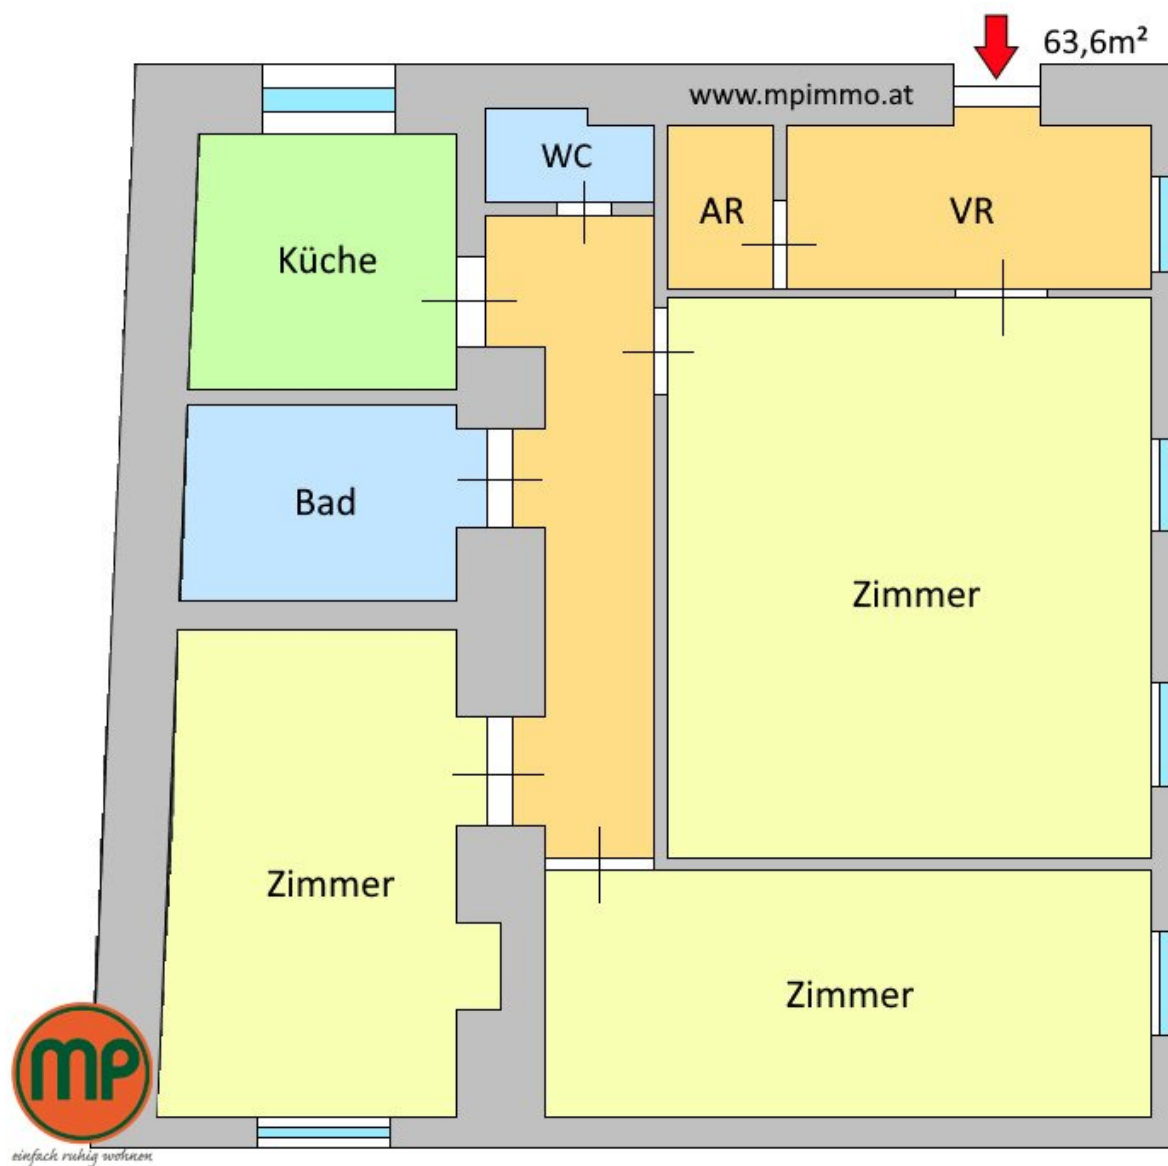 63,6m²
www.mpimmo.at
WC
AR
VR
Küche
Bad
Zimmer
Zimmer
Zimmer
mp
einfach ruhig wohnen